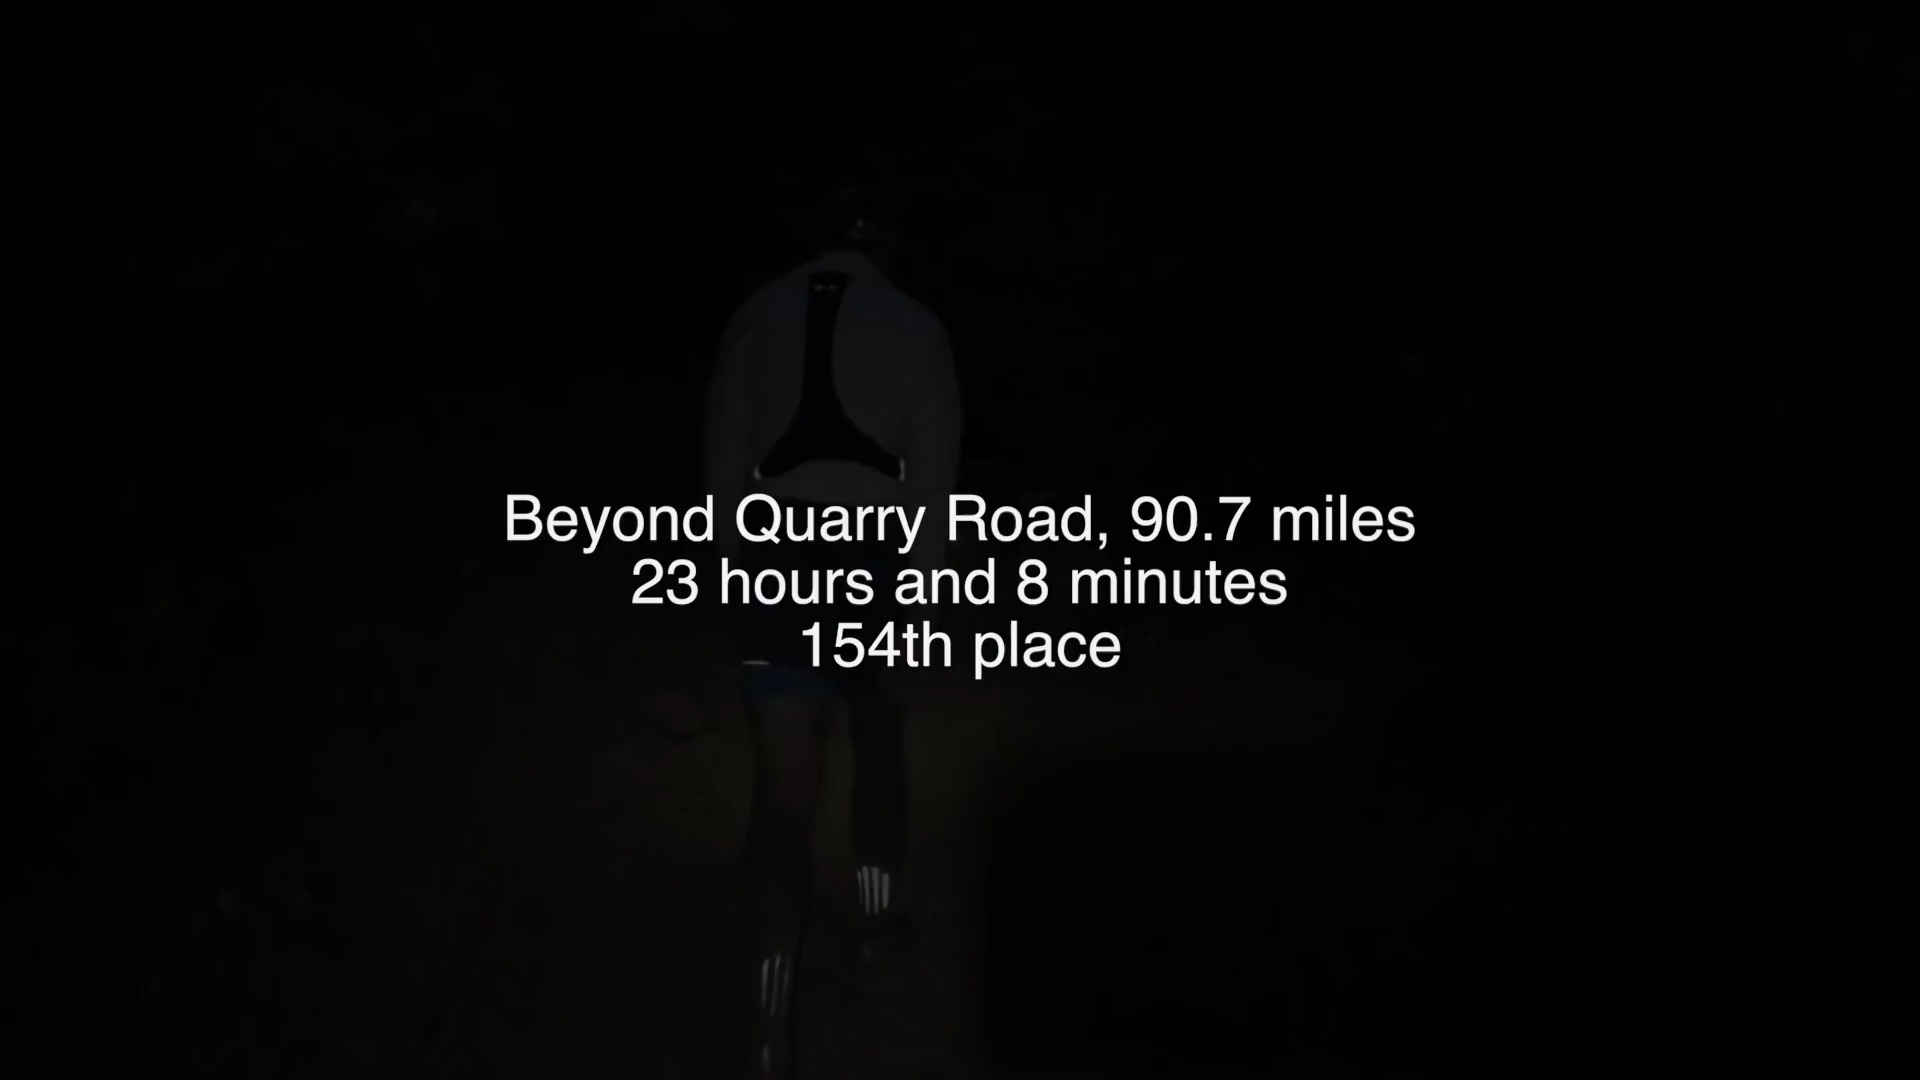 Beyond Quarry Road, 90.7 miles
23 hours and 8 minutes
154th place